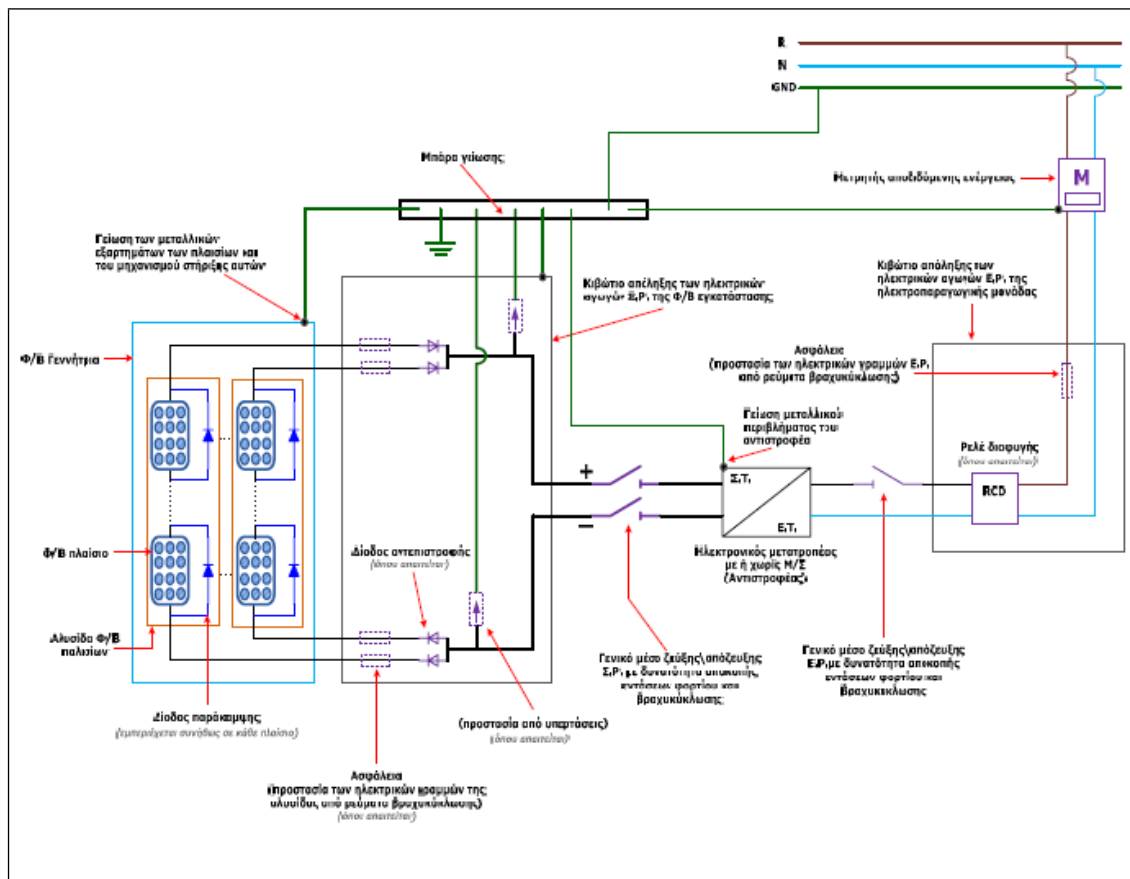 R
N
GND
Μπάρα γείωσης
Μετρητής αποδιδόμενης ενέργειας
M
Γείωση των μεταλλικών
εξαρτημάτων των πλαισίων και
του μηχανισμού στήριξης αυτών
Κιβώτιο απόληξης των ηλεκτρικών
αγωγών Σ.Ρ. της Φ/Β εγκατάστασης
Κιβώτιο απόληξης των
ηλεκτρικών αγωγών Ε.Ρ. της
ηλεκτροπαραγωγικής μονάδας
Φ/Β Γεννήτρια
Ασφάλεια
(προστασία των ηλεκτρικών γραμμών Ε.Ρ.
από ρεύματα βραχυκύκλωσης)
Γείωση μεταλλικού
περιβλήματος του
αντιστροφέα
Ρελέ διαφυγής
(όπου απαιτείται)
+
Σ.Τ.
RCD
–
Ε.Τ.
Φ/Β πλαίσιο
Δίοδος αντεπιστροφής
(όπου απαιτείται)
Ηλεκτρονικός μετατροπέας
με ή χωρίς Μ/Σ
(Αντιστροφέας)
Αλυσίδα Φ/Β
πλαισίων
Γενικό μέσο ζεύξης\απόζευξης
Σ.Ρ. με δυνατότητα αποκοπής
εντάσεων φορτίου και
βραχυκύκλωσης
Γενικό μέσο ζεύξης\απόζευξης
Ε.Ρ. με δυνατότητα αποκοπής
εντάσεων φορτίου και
βραχυκύκλωσης
Δίοδος παράκαμψης
(εμπεριέχεται συνήθως σε κάθε πλαίσιο)
(προστασία από υπερτάσεις)
(όπου απαιτείται)
Ασφάλεια
(προστασία των ηλεκτρικών γραμμών της
αλυσίδας από ρεύματα βραχυκύκλωσης)
(όπου απαιτείται)